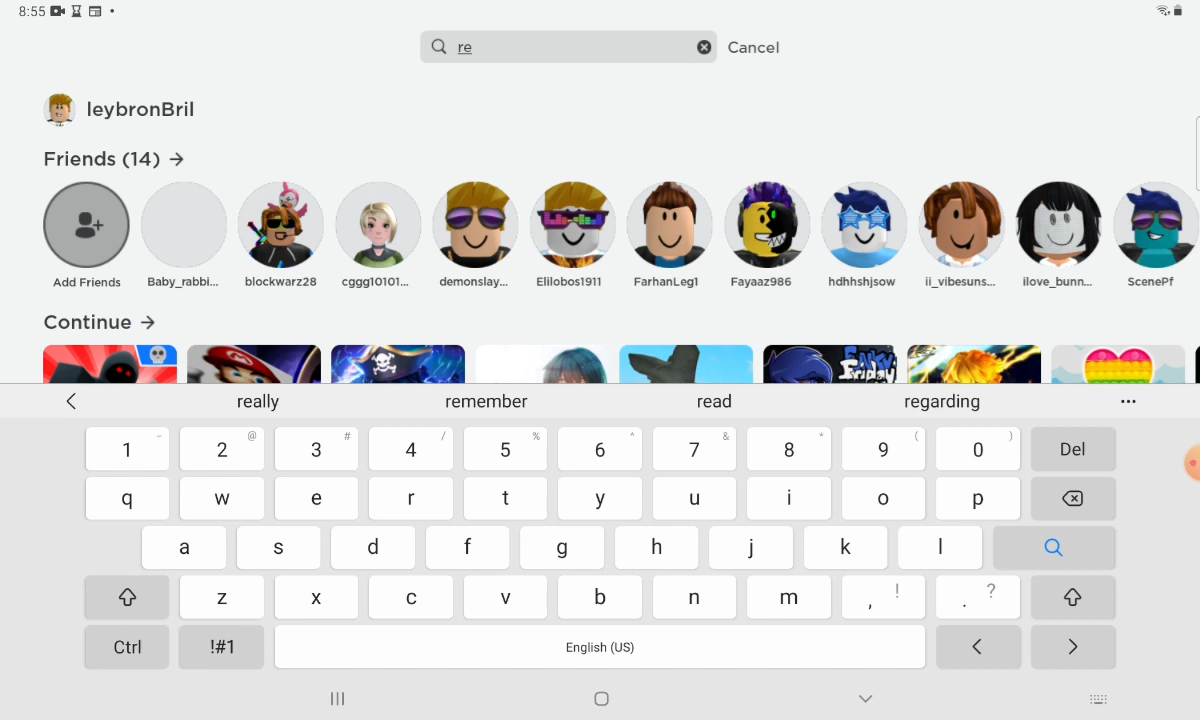 8:55
re
Cancel
leybronBril
Friends (14) →
Add Friends Baby_rabbi... blockwarz28 cggg10101... demonslay... Elilobos1911 FarhanLeg1 Fayaaz986 hdhhshjsow ii_vibesuns... ilove_bunn... ScenePf
Continue →
Friday
really remember read regarding ...
1 - 2 @ 3 # 4 / 5 % 6 ^ 7 & 8 * 9 ( 0 ) Del
q w e r t y u i o p
a s d f g h j k l
z x c v b n m , ! . ?
Ctrl !#1 English (US) < >